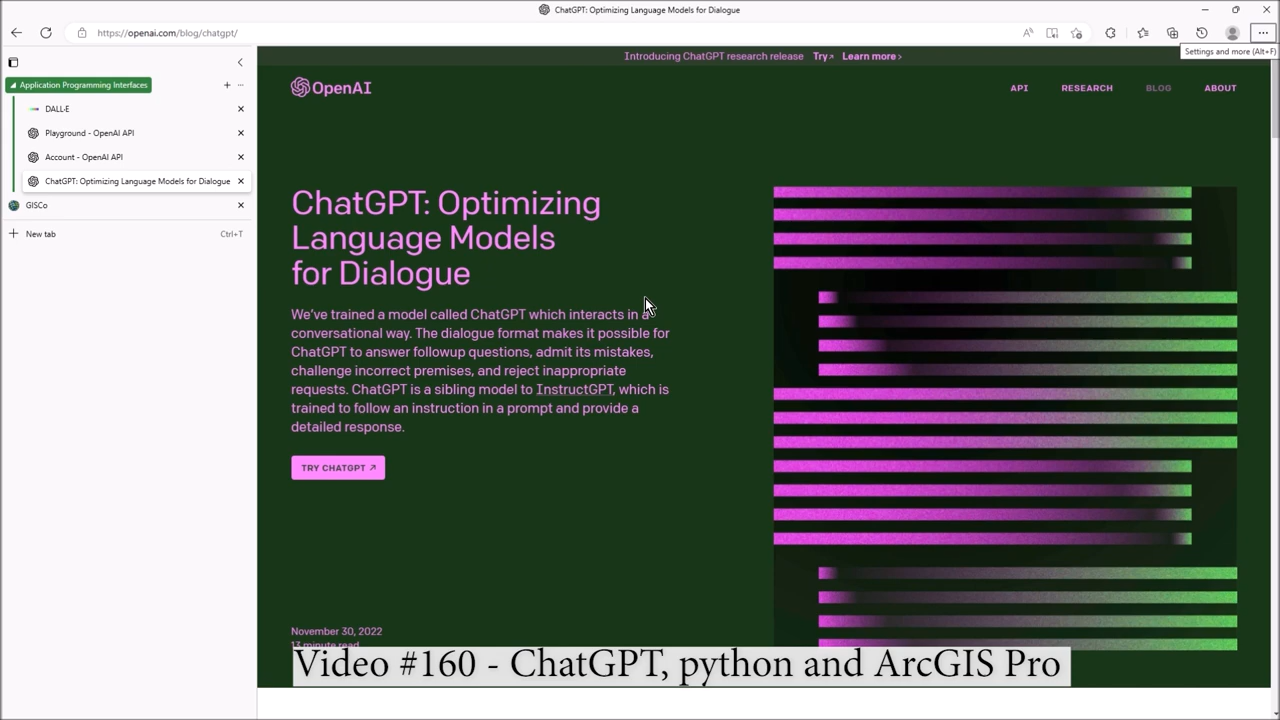 ChatGPT: Optimizing Language Models for Dialogue
https://openai.com/blog/chatgpt/
Settings and more (Alt+F)
Application Programming Interfaces
DALL·E
Playground - OpenAI API
Account - OpenAI API
ChatGPT: Optimizing Language Models for Dialogue
GISCo
New tab Ctrl+T
Introducing ChatGPT research release Try↗ Learn more›
OpenAI
API RESEARCH BLOG ABOUT
ChatGPT: Optimizing
Language Models
for Dialogue
We’ve trained a model called ChatGPT which interacts in a
conversational way. The dialogue format makes it possible for
ChatGPT to answer followup questions, admit its mistakes,
challenge incorrect premises, and reject inappropriate
requests. ChatGPT is a sibling model to InstructGPT, which is
trained to follow an instruction in a prompt and provide a
detailed response.
TRY CHATGPT ↗
November 30, 2022
13 minute read
Video #160 - ChatGPT, python and ArcGIS Pro